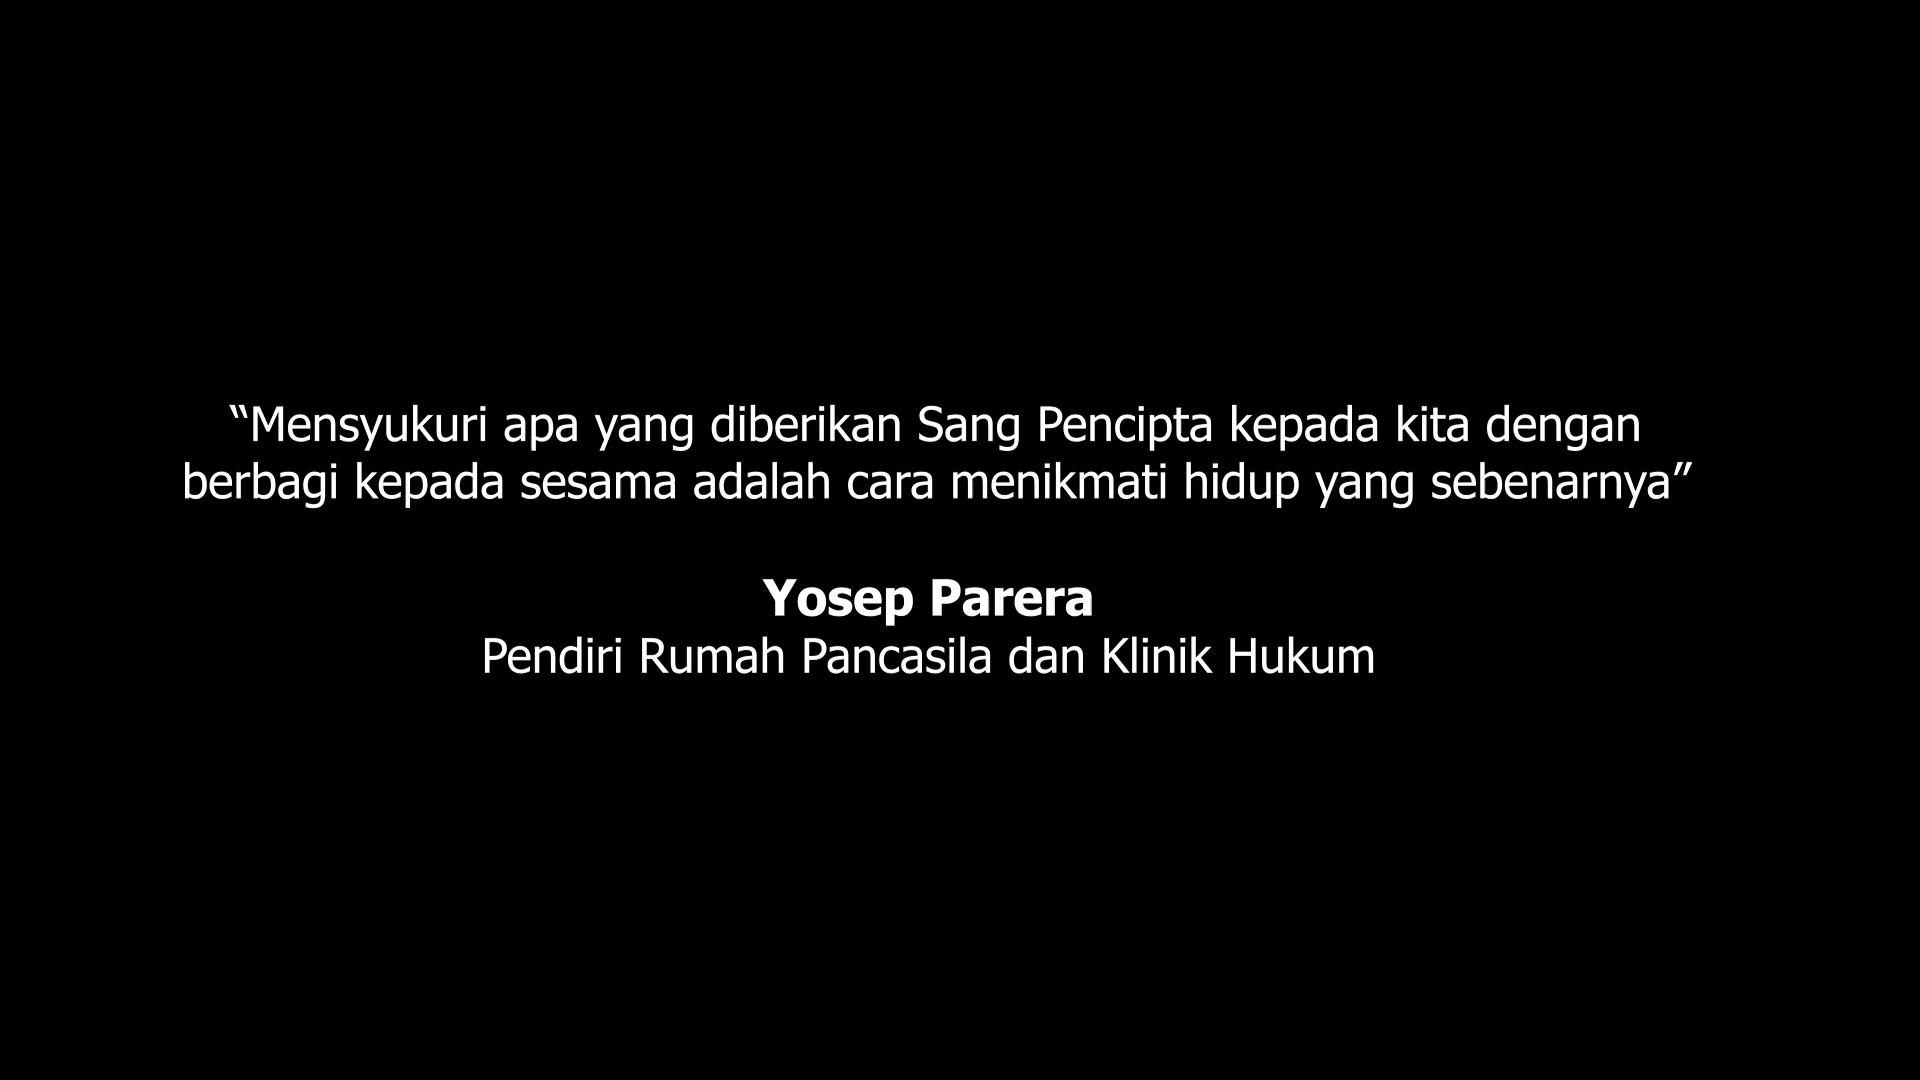 “Mensyukuri apa yang diberikan Sang Pencipta kepada kita dengan
berbagi kepada sesama adalah cara menikmati hidup yang sebenarnya”
Yosep Parera
Pendiri Rumah Pancasila dan Klinik Hukum